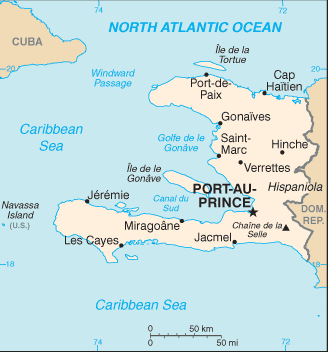 74
72
NORTH ATLANTIC OCEAN
CUBA
Île de la
Tortue
Windward
Passage
Port-de-
Paix
Cap
Haïtien
20
20
Gonaïves
Caribbean
Sea
Golfe de la
Gonâve
Saint-
Marc
Hinche
Verrettes
Île de la
Gonâve
PORT-AU-
PRINCE
Hispaniola
Navassa
Island
(U.S.)
Jérémie
Canal du
Sud
DOM.
REP.
Miragoâne
Les Cayes
Jacmel
Chaîne de la
Selle
18
18
Caribbean Sea
0 50 km
0 50 mi
74
72